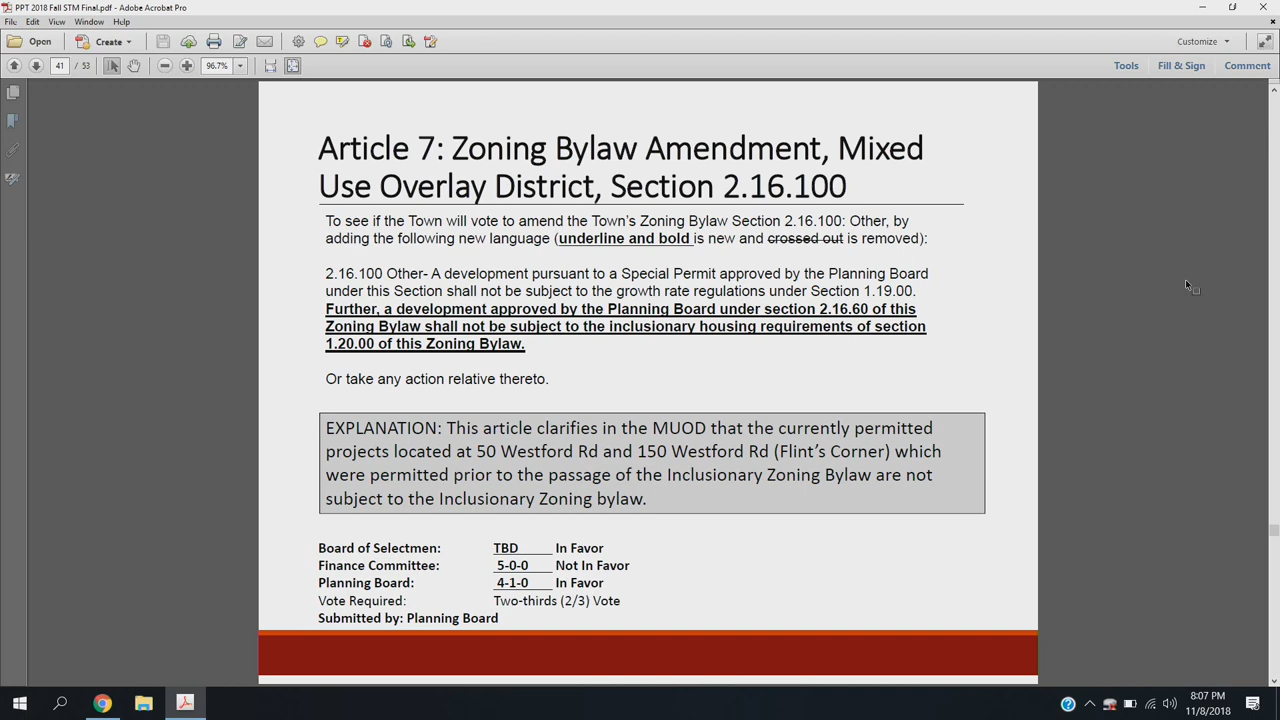 PPT 2018 Fall STM Final.pdf - Adobe Acrobat Pro
File Edit View Window Help
Open Create Customize
41 / 53 96.7% Tools Fill & Sign Comment
Article 7: Zoning Bylaw Amendment, Mixed
Use Overlay District, Section 2.16.100
To see if the Town will vote to amend the Town's Zoning Bylaw Section 2.16.100: Other, by
adding the following new language (underline and bold is new and crossed out is removed):
2.16.100 Other- A development pursuant to a Special Permit approved by the Planning Board
under this Section shall not be subject to the growth rate regulations under Section 1.19.00.
Further, a development approved by the Planning Board under section 2.16.60 of this
Zoning Bylaw shall not be subject to the inclusionary housing requirements of section
1.20.00 of this Zoning Bylaw.
Or take any action relative thereto.
EXPLANATION: This article clarifies in the MUOD that the currently permitted
projects located at 50 Westford Rd and 150 Westford Rd (Flint's Corner) which
were permitted prior to the passage of the Inclusionary Zoning Bylaw are not
subject to the Inclusionary Zoning bylaw.
Board of Selectmen: TBD In Favor
Finance Committee: 5-0-0 Not In Favor
Planning Board: 4-1-0 In Favor
Vote Required: Two-thirds (2/3) Vote
Submitted by: Planning Board
8:07 PM
11/8/2018